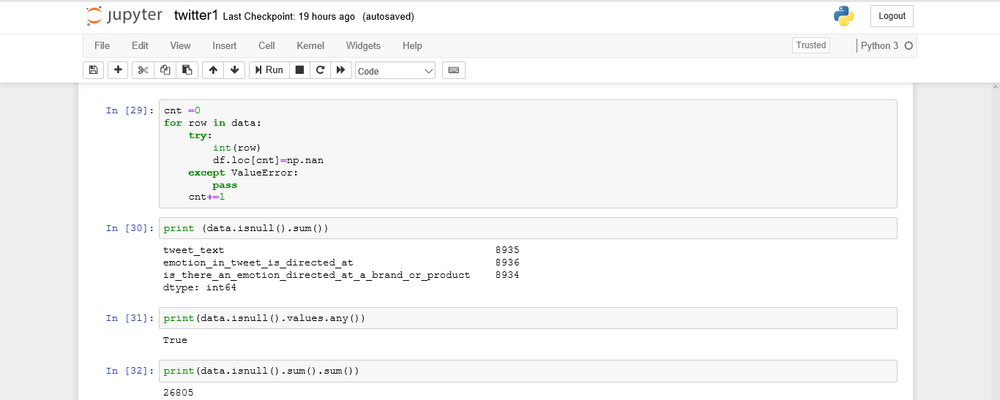 jupyter twitter1 Last Checkpoint: 19 hours ago (autosaved)
Logout
File Edit View Insert Cell Kernel Widgets Help Trusted Python 3
Run Code
In [29]: cnt =0
for row in data:
    try:
        int(row)
        df.loc[cnt]=np.nan
    except ValueError:
        pass
    cnt+=1
In [30]: print (data.isnull().sum())
tweet_text 8935
emotion_in_tweet_is_directed_at 8936
is_there_an_emotion_directed_at_a_brand_or_product 8934
dtype: int64
In [31]: print(data.isnull().values.any())
True
In [32]: print(data.isnull().sum().sum())
26805